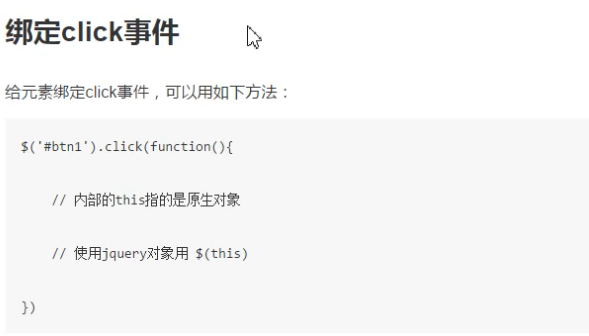 绑定click事件
给元素绑定click事件，可以用如下方法：
$('#btn1').click(function(){
// 内部的this指的是原生对象
// 使用jquery对象用 $(this)
})